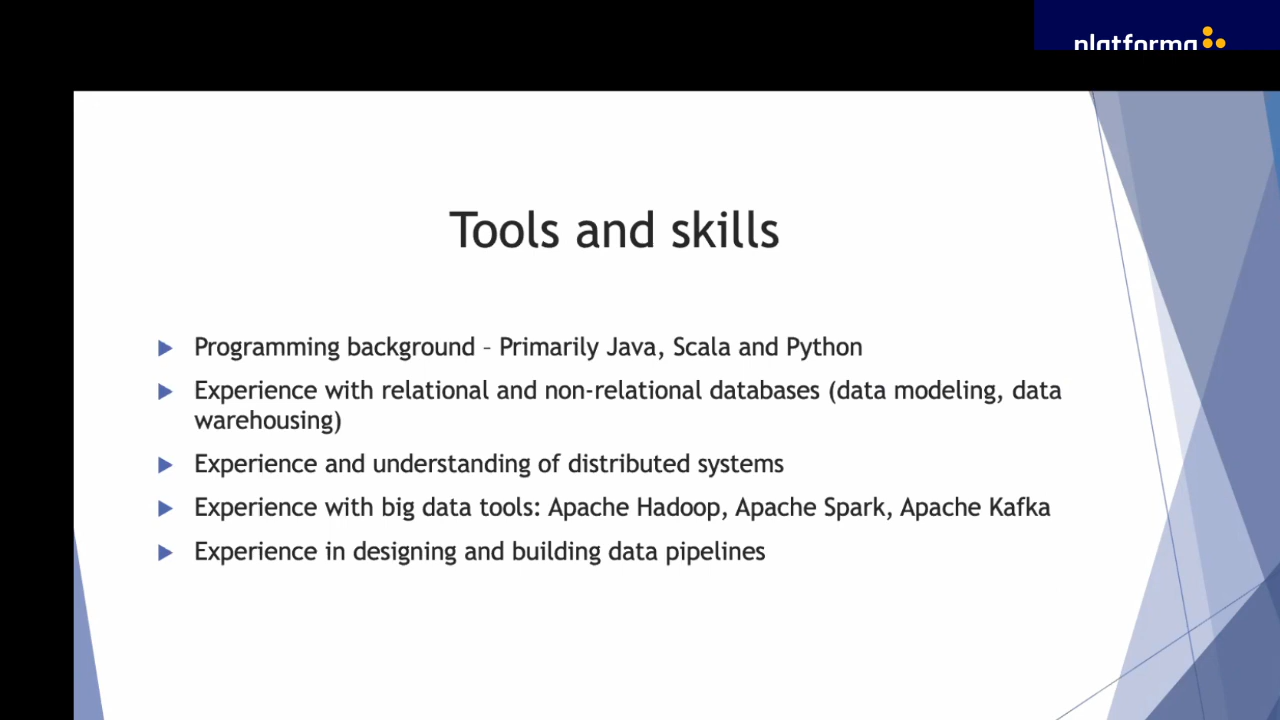 platforma
Tools and skills
Programming background – Primarily Java, Scala and Python
Experience with relational and non-relational databases (data modeling, data
warehousing)
Experience and understanding of distributed systems
Experience with big data tools: Apache Hadoop, Apache Spark, Apache Kafka
Experience in designing and building data pipelines